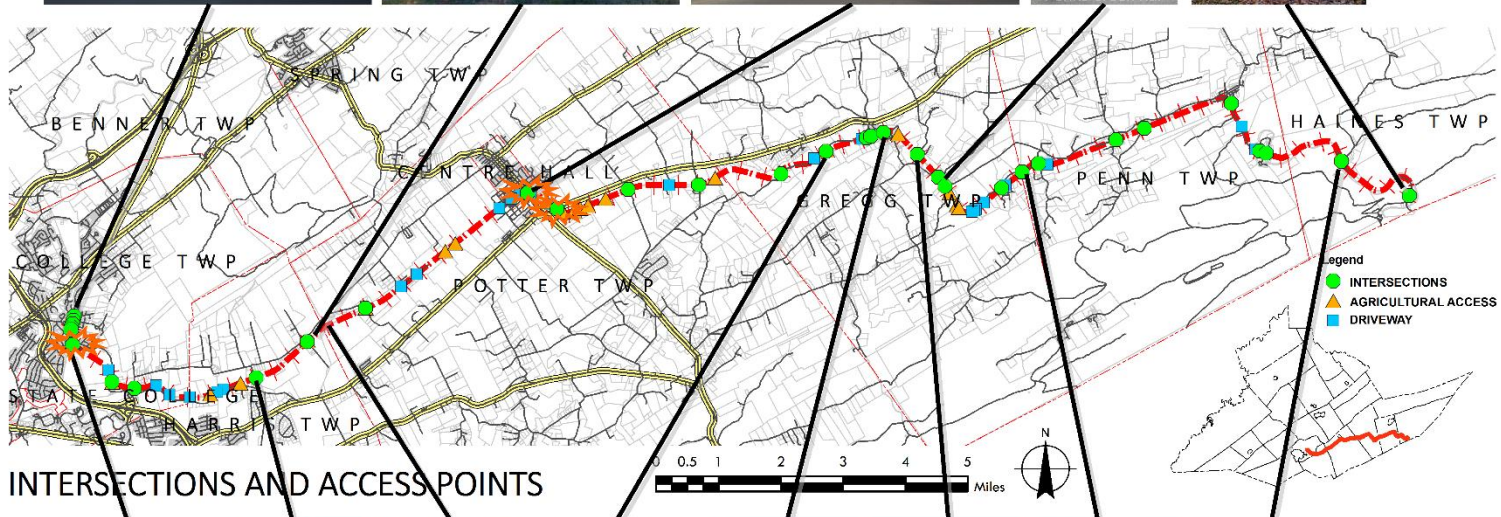 SPRING TWP
BENNER TWP
HAINES TWP
CENTRE HALL
PENN TWP
GREGG TWP
COLLEGE TWP
POTTER TWP
Legend
INTERSECTIONS
AGRICULTURAL ACCESS
DRIVEWAY
STATE COLLEGE
HARRIS TWP
N
0 0.5 1 2 3 4 5
Miles
INTERSECTIONS AND ACCESS POINTS